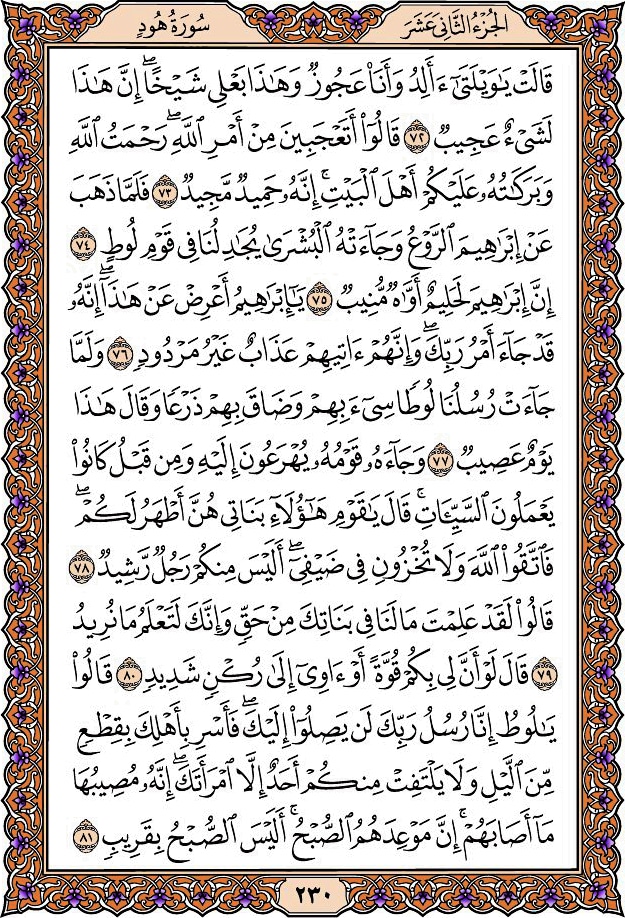 الجُزْءُ الثَّانِيَ عَشَرَ
سُورَةُ هُودٍ
قَالَتْ يَٰوَيْلَتَىٰٓ ءَأَلِدُ وَأَنَا۠ عَجُوزٌ وَهَٰذَا بَعْلِى شَيْخًا ۖ إِنَّ هَٰذَا
لَشَىْءٌ عَجِيبٌ ٧٢ قَالُوٓا۟ أَتَعْجَبِينَ مِنْ أَمْرِ ٱللَّهِ ۖ رَحْمَتُ ٱللَّهِ
وَبَرَكَٰتُهُۥ عَلَيْكُمْ أَهْلَ ٱلْبَيْتِ ۚ إِنَّهُۥ حَمِيدٌ مَّجِيدٌ ٧٣ فَلَمَّا ذَهَبَ
عَنْ إِبْرَٰهِيمَ ٱلرَّوْعُ وَجَآءَتْهُ ٱلْبُشْرَىٰ يُجَٰدِلُنَا فِى قَوْمِ لُوطٍ ٧٤
إِنَّ إِبْرَٰهِيمَ لَحَلِيمٌ أَوَّٰهٌ مُّنِيبٌ ٧٥ يَٰٓإِبْرَٰهِيمُ أَعْرِضْ عَنْ هَٰذَآ ۖ إِنَّهُۥ
قَدْ جَآءَ أَمْرُ رَبِّكَ ۖ وَإِنَّهُمْ ءَاتِيهِمْ عَذَابٌ غَيْرُ مَرْدُودٍ ٧٦ وَلَمَّا
جَآءَتْ رُسُلُنَا لُوطًا سِىٓءَ بِهِمْ وَضَاقَ بِهِمْ ذَرْعًا وَقَالَ هَٰذَا
يَوْمٌ عَصِيبٌ ٧٧ وَجَآءَهُۥ قَوْمُهُۥ يُهْرَعُونَ إِلَيْهِ وَمِن قَبْلُ كَانُوا۟
يَعْمَلُونَ ٱلسَّيِّـَٔاتِ ۚ قَالَ يَٰقَوْمِ هَٰٓؤُلَآءِ بَنَاتِى هُنَّ أَطْهَرُ لَكُمْ ۖ
فَٱتَّقُوا۟ ٱللَّهَ وَلَا تُخْزُونِ فِى ضَيْفِىٓ ۖ أَلَيْسَ مِنكُمْ رَجُلٌ رَّشِيدٌ ٧٨
قَالُوا۟ لَقَدْ عَلِمْتَ مَا لَنَا فِى بَنَاتِكَ مِنْ حَقٍّ وَإِنَّكَ لَتَعْلَمُ مَا نُرِيدُ
٧٩ قَالَ لَوْ أَنَّ لِى بِكُمْ قُوَّةً أَوْ ءَاوِىٓ إِلَىٰ رُكْنٍ شَدِيدٍ ٨٠ قَالُوا۟
يَٰلُوطُ إِنَّا رُسُلُ رَبِّكَ لَن يَصِلُوٓا۟ إِلَيْكَ ۖ فَأَسْرِ بِأَهْلِكَ بِقِطْعٍ
مِّنَ ٱلَّيْلِ وَلَا يَلْتَفِتْ مِنكُمْ أَحَدٌ إِلَّا ٱمْرَأَتَكَ ۖ إِنَّهُۥ مُصِيبُهَا
مَآ أَصَابَهُمْ ۚ إِنَّ مَوْعِدَهُمُ ٱلصُّبْحُ ۚ أَلَيْسَ ٱلصُّبْحُ بِقَرِيبٍ ٨١
٢٣٠